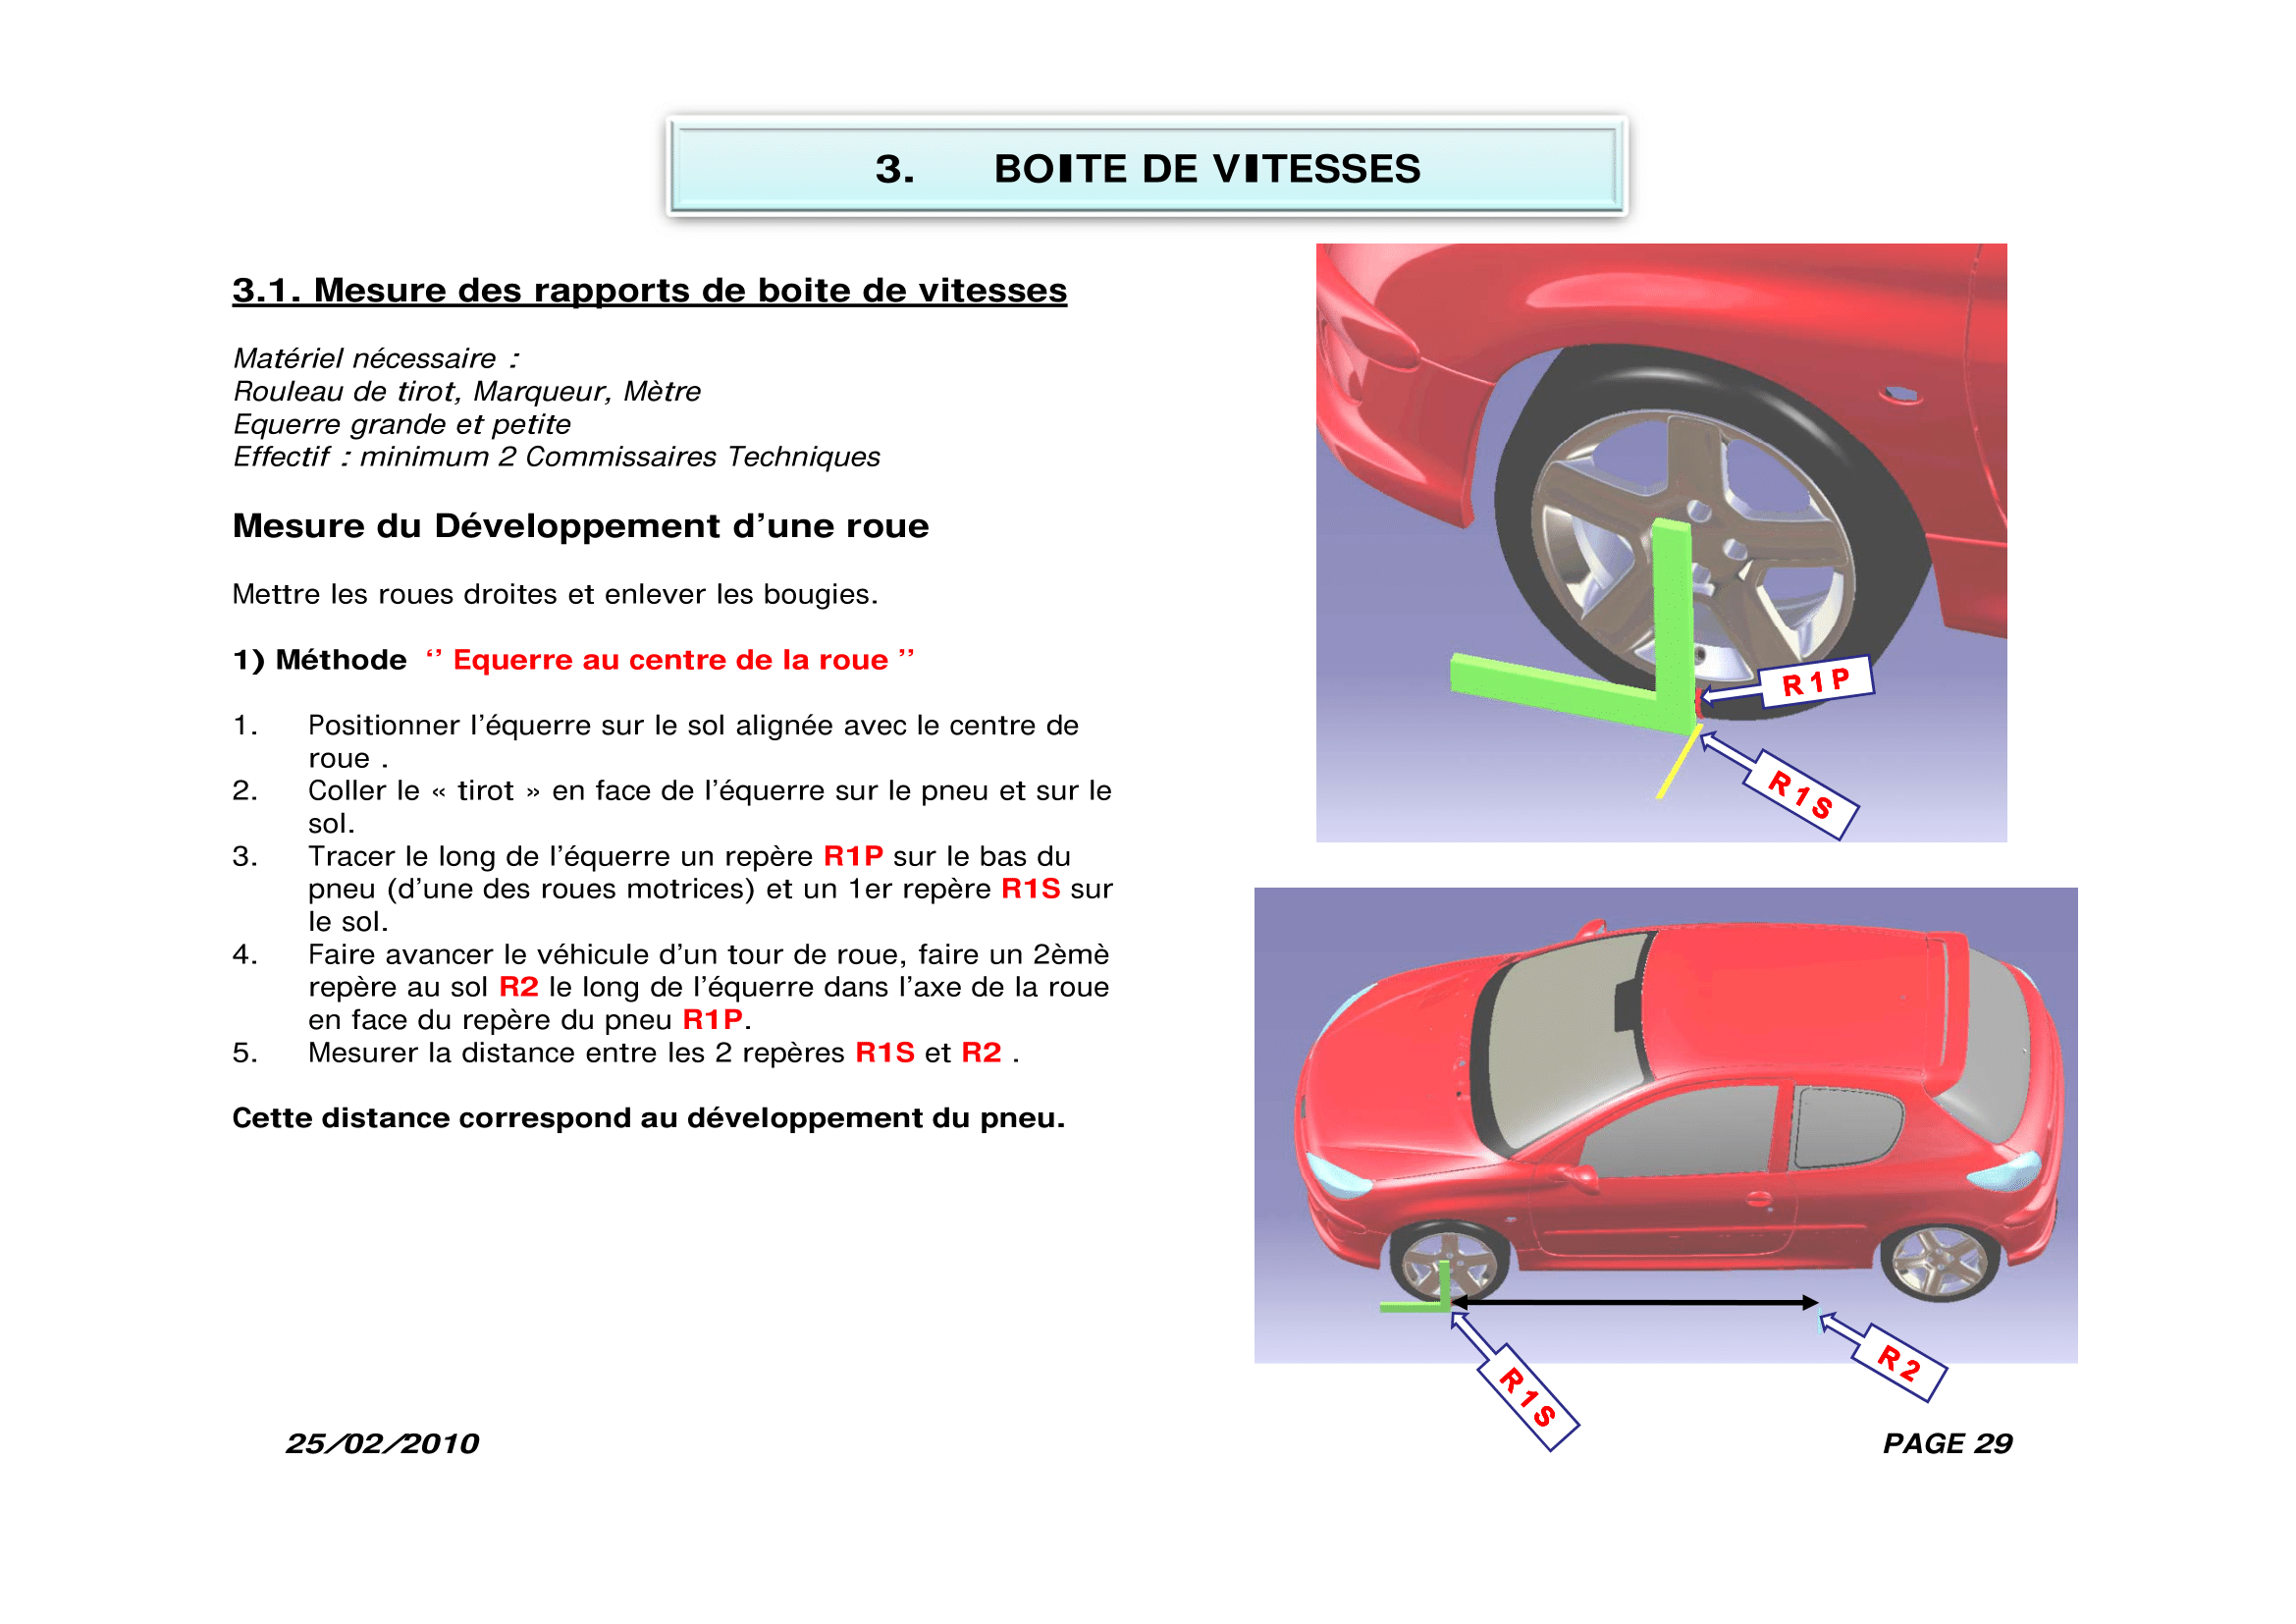 3. BOITE DE VITESSES
3.1. Mesure des rapports de boite de vitesses
Matériel nécessaire :
Rouleau de tirot, Marqueur, Mètre
Equerre grande et petite
Effectif : minimum 2 Commissaires Techniques
Mesure du Développement d’une roue
Mettre les roues droites et enlever les bougies.
1) Méthode ‘’ Equerre au centre de la roue ’’
1. Positionner l’équerre sur le sol alignée avec le centre de
roue .
2. Coller le « tirot » en face de l’équerre sur le pneu et sur le
sol.
3. Tracer le long de l’équerre un repère R1P sur le bas du
pneu (d’une des roues motrices) et un 1er repère R1S sur
le sol.
4. Faire avancer le véhicule d’un tour de roue, faire un 2èmè
repère au sol R2 le long de l’équerre dans l’axe de la roue
en face du repère du pneu R1P.
5. Mesurer la distance entre les 2 repères R1S et R2 .
Cette distance correspond au développement du pneu.
R1P
R1S
R1S
R2
25/02/2010
PAGE 29